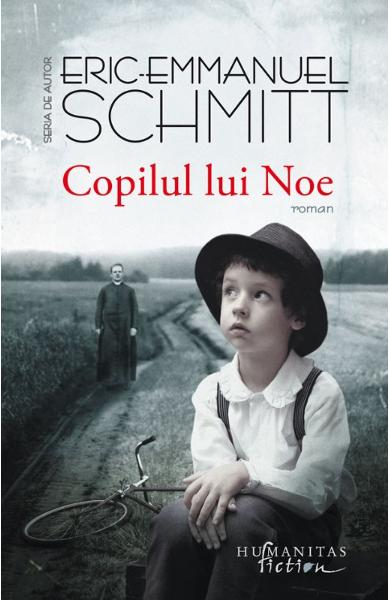 SERIA DE AUTOR
ERIC-EMMANUEL
SCHMITT
Copilul lui Noe
roman
HUMANITAS
fiction